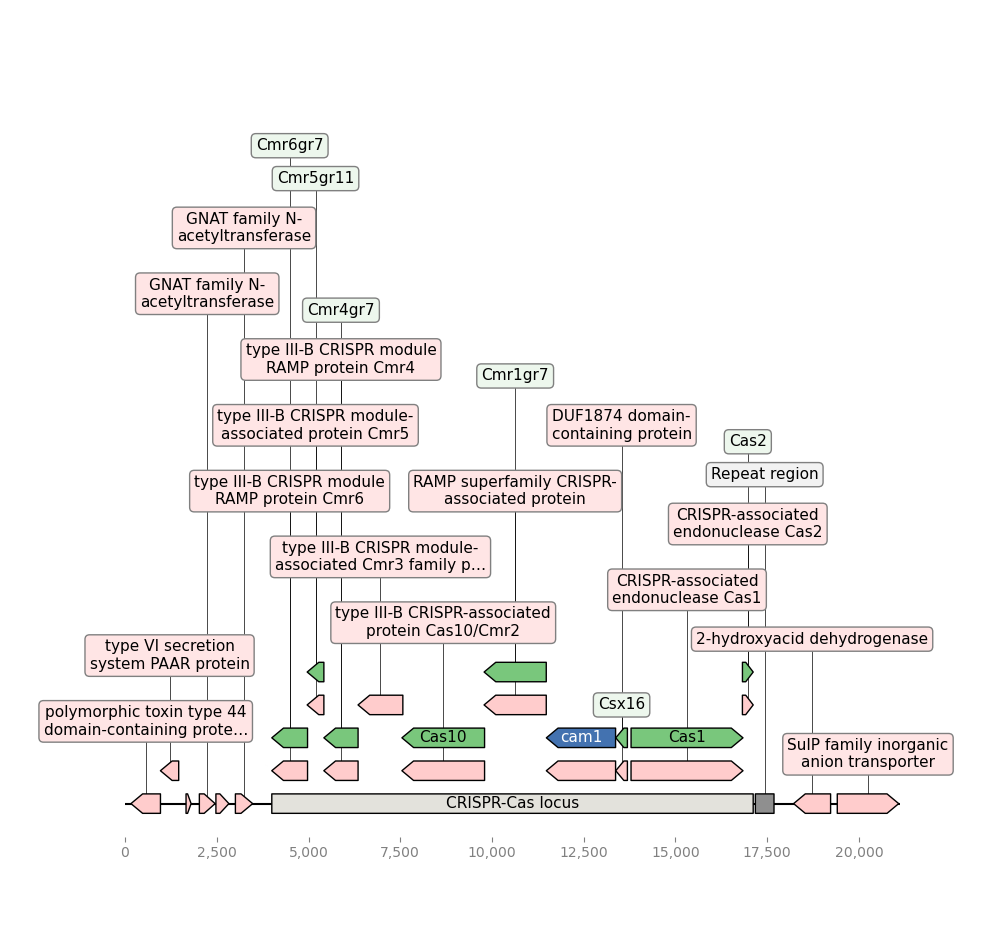 Cmr6gr7
Cmr5gr11
GNAT family N-
acetyltransferase
GNAT family N-
acetyltransferase
Cmr4gr7
type III-B CRISPR module
RAMP protein Cmr4
Cmr1gr7
type III-B CRISPR module-
associated protein Cmr5
DUF1874 domain-
containing protein
Cas2
Repeat region
type III-B CRISPR module
RAMP protein Cmr6
RAMP superfamily CRISPR-
associated protein
CRISPR-associated
endonuclease Cas2
type III-B CRISPR module-
associated Cmr3 family p...
CRISPR-associated
endonuclease Cas1
type III-B CRISPR-associated
protein Cas10/Cmr2
2-hydroxyacid dehydrogenase
type VI secretion
system PAAR protein
Csx16
polymorphic toxin type 44
domain-containing prote...
Cas10
cam1
Cas1
SulP family inorganic
anion transporter
CRISPR-Cas locus
0 2,500 5,000 7,500 10,000 12,500 15,000 17,500 20,000